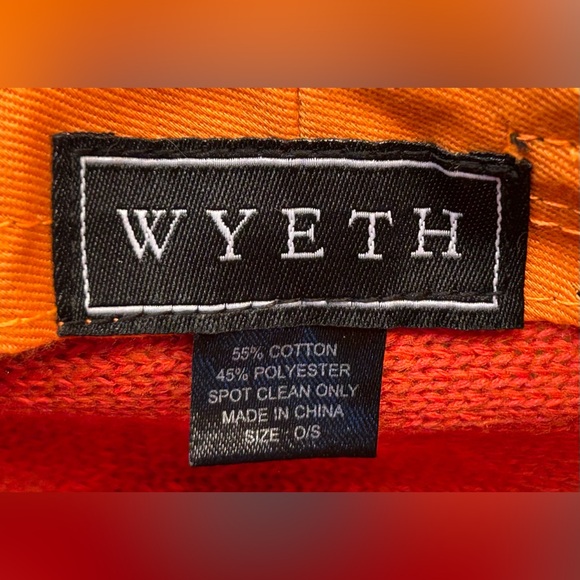 WYETH
55% COTTON
45% POLYESTER
SPOT CLEAN ONLY
MADE IN CHINA
SIZE O/S